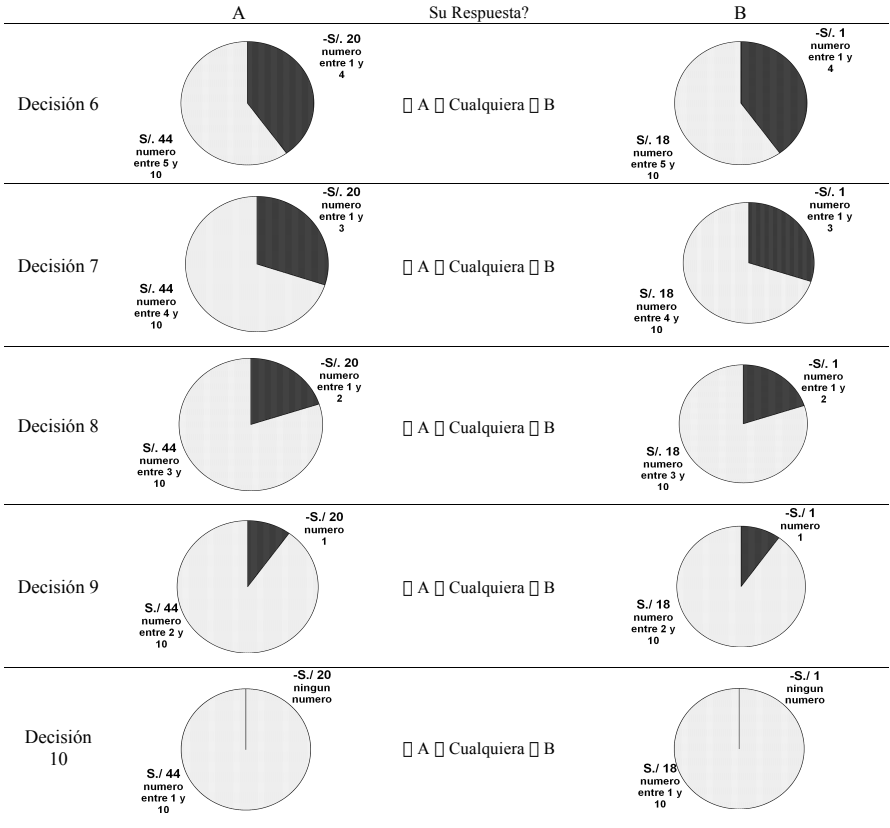 A Su Respuesta? B
-S/. 20
numero
entre 1 y
4
-S/. 1
numero
entre 1 y
4
Decisión 6
▯ A ▯ Cualquiera ▯ B
S/. 44
numero
entre 5 y
10
S/. 18
numero
entre 5 y
10
-S/. 20
numero
entre 1 y
3
-S/. 1
numero
entre 1 y
3
Decisión 7
▯ A ▯ Cualquiera ▯ B
S/. 44
numero
entre 4 y
10
S/. 18
numero
entre 4 y
10
-S/. 20
numero
entre 1 y
2
-S/. 1
numero
entre 1 y
2
Decisión 8
▯ A ▯ Cualquiera ▯ B
S/. 44
numero
entre 3 y
10
S/. 18
numero
entre 3 y
10
-S./ 20
numero
1
-S./ 1
numero
1
Decisión 9
▯ A ▯ Cualquiera ▯ B
S./ 44
numero
entre 2 y
10
S./ 18
numero
entre 2 y
10
-S./ 20
ningun
numero
-S./ 1
ningun
numero
Decisión
10
▯ A ▯ Cualquiera ▯ B
S./ 44
numero
entre 1 y
10
S./ 18
numero
entre 1 y
10